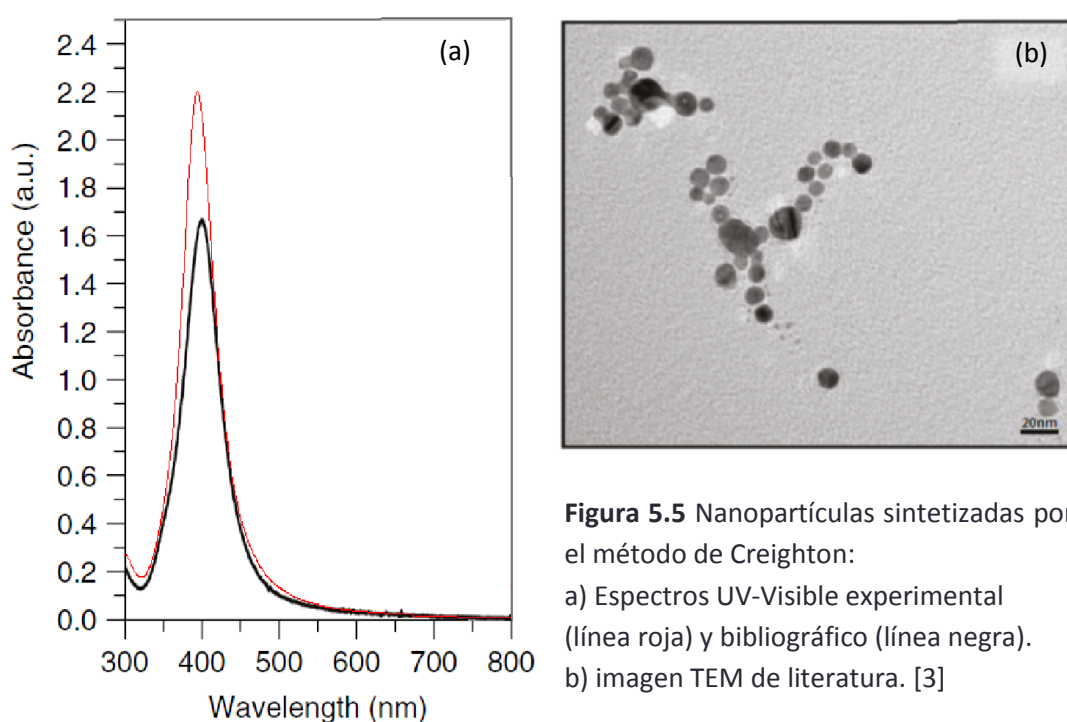 (a)
2.4
2.2
2.0
1.8
1.6
1.4
1.2
1.0
0.8
0.6
0.4
0.2
0.0
Absorbance (a.u.)
300 400 500 600 700 800
Wavelength (nm)
(b)
20nm
Figura 5.5 Nanopartículas sintetizadas por
el método de Creighton:
a) Espectros UV-Visible experimental
(línea roja) y bibliográfico (línea negra).
b) imagen TEM de literatura. [3]